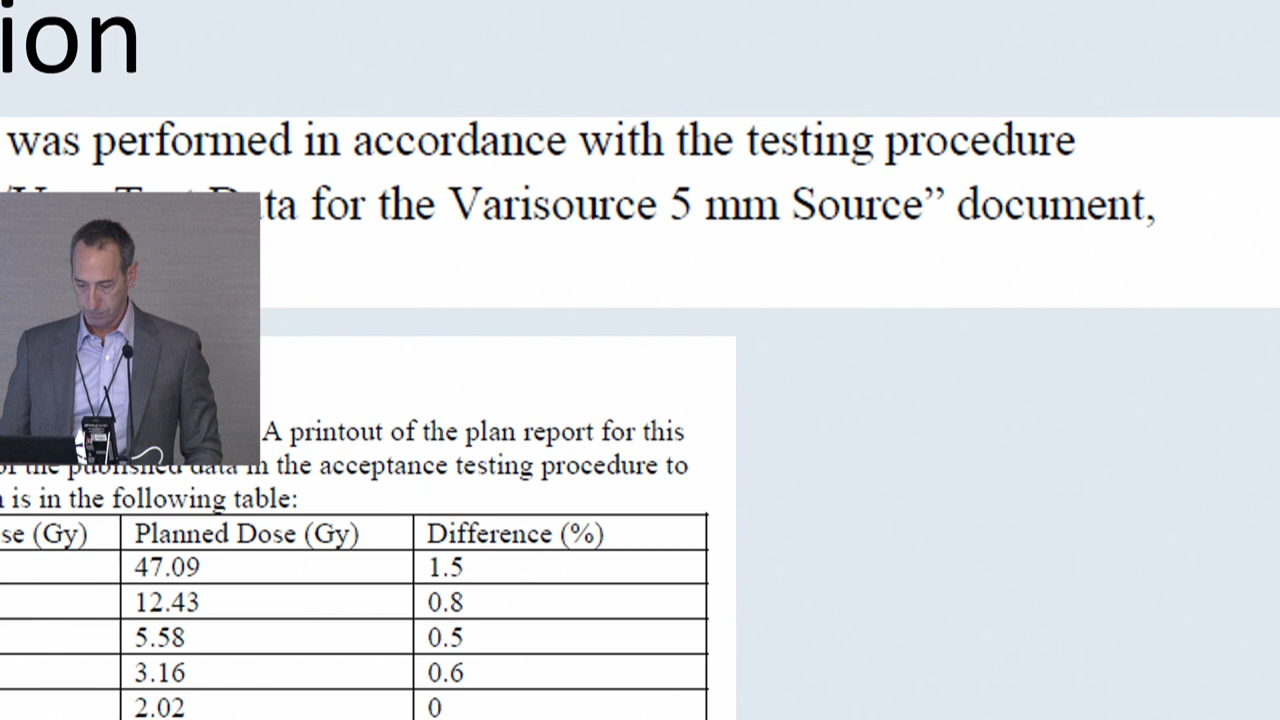 ion
was performed in accordance with the testing procedure
ta for the Varisource 5 mm Source” document,
A printout of the plan report for this
published data in the acceptance testing procedure to
is in the following table:
se (Gy) Planned Dose (Gy) Difference (%)
47.09 1.5
12.43 0.8
5.58 0.5
3.16 0.6
2.02 0